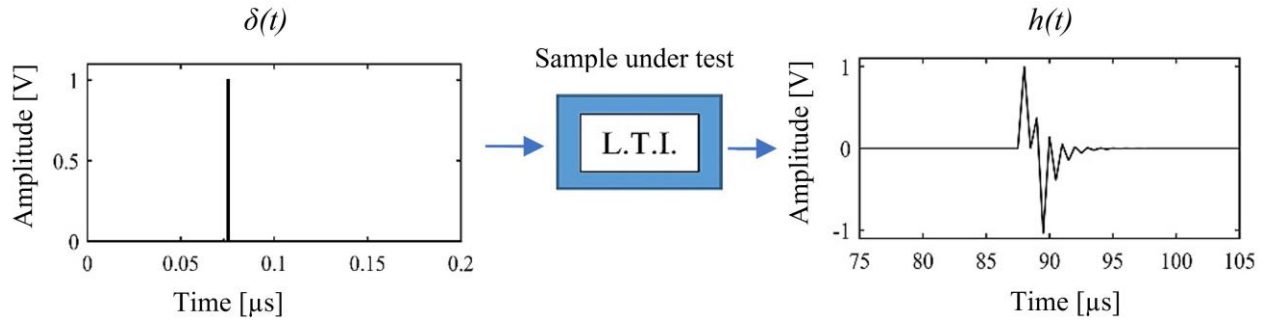 δ(t)
Amplitude [V]
1
0.5
0
0
0.05
0.1
0.15
0.2
Time [µs]
Sample under test
L.T.I.
h(t)
Amplitude [V]
1
0
-1
75
80
85
90
95
100
105
Time [µs]